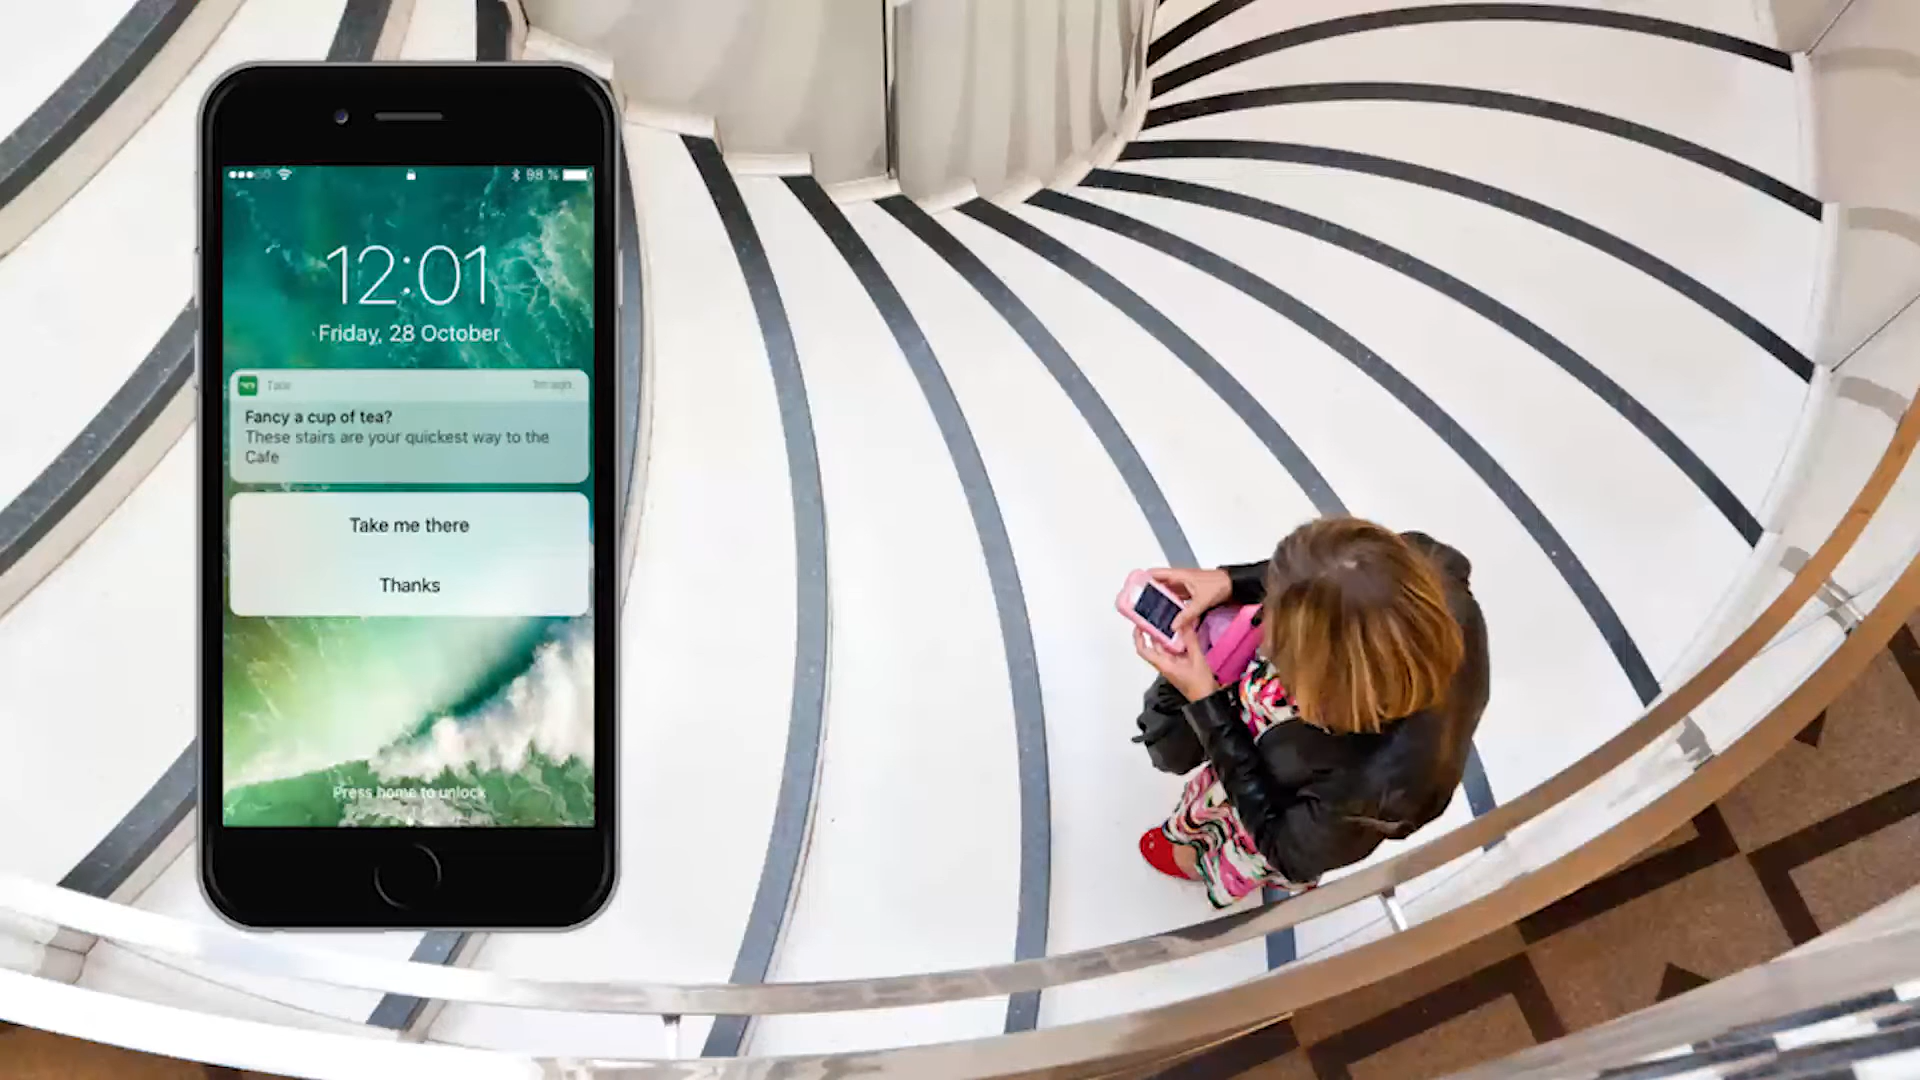 98 %
12:01
Friday, 28 October
Fancy a cup of tea?
These stairs are your quickest way to the
Cafe
Take me there
Thanks
Press home to unlock